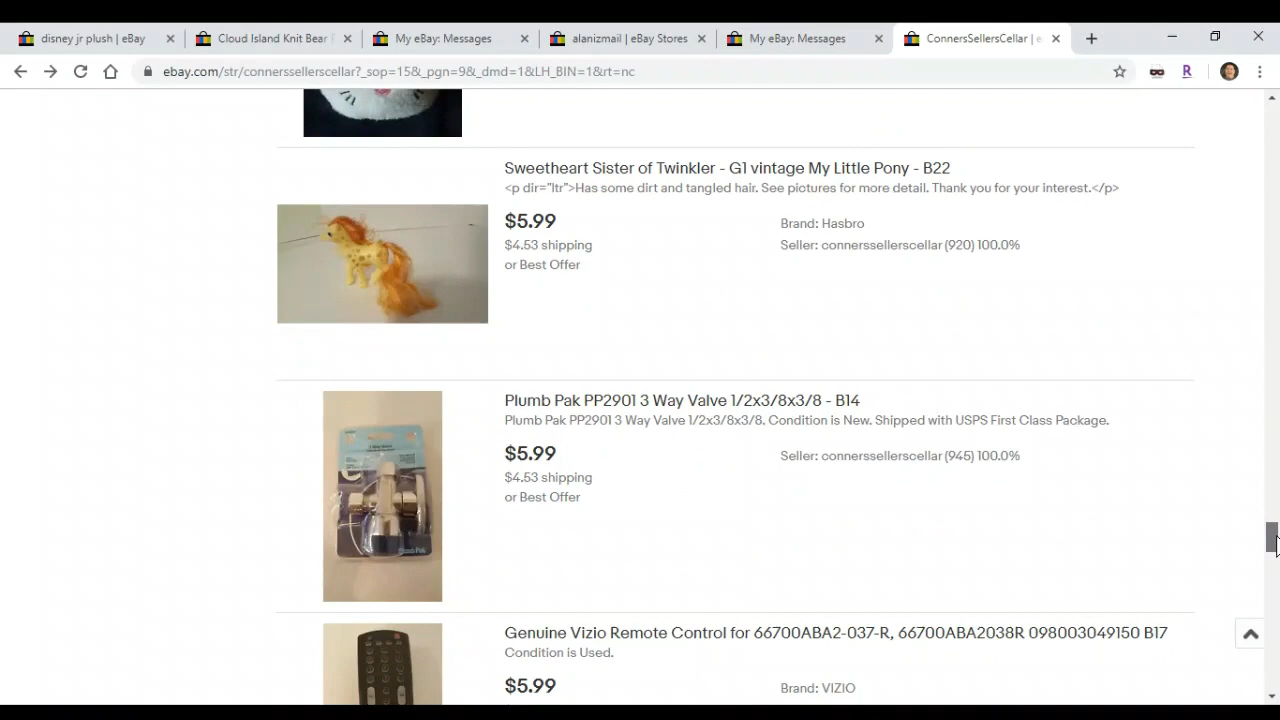 disney jr plush | eBay
Cloud Island Knit Bear
My eBay: Messages
alanizmail | eBay Stores
My eBay: Messages
ConnersSellersCellar | e
ebay.com/str/connerssellerscellar?_sop=15&_pgn=9&_dmd=1&LH_BIN=1&rt=nc
R
Sweetheart Sister of Twinkler - G1 vintage My Little Pony - B22
<p dir="ltr">Has some dirt and tangled hair. See pictures for more detail. Thank you for your interest.</p>
$5.99
Brand: Hasbro
$4.53 shipping
Seller: connerssellerscellar (920) 100.0%
or Best Offer
Plumb Pak PP2901 3 Way Valve 1/2x3/8x3/8 - B14
Plumb Pak PP2901 3 Way Valve 1/2x3/8x3/8. Condition is New. Shipped with USPS First Class Package.
$5.99
Seller: connerssellerscellar (945) 100.0%
$4.53 shipping
or Best Offer
Plumb Pak
Genuine Vizio Remote Control for 66700ABA2-037-R, 66700ABA2038R 098003049150 B17
Condition is Used.
$5.99
Brand: VIZIO